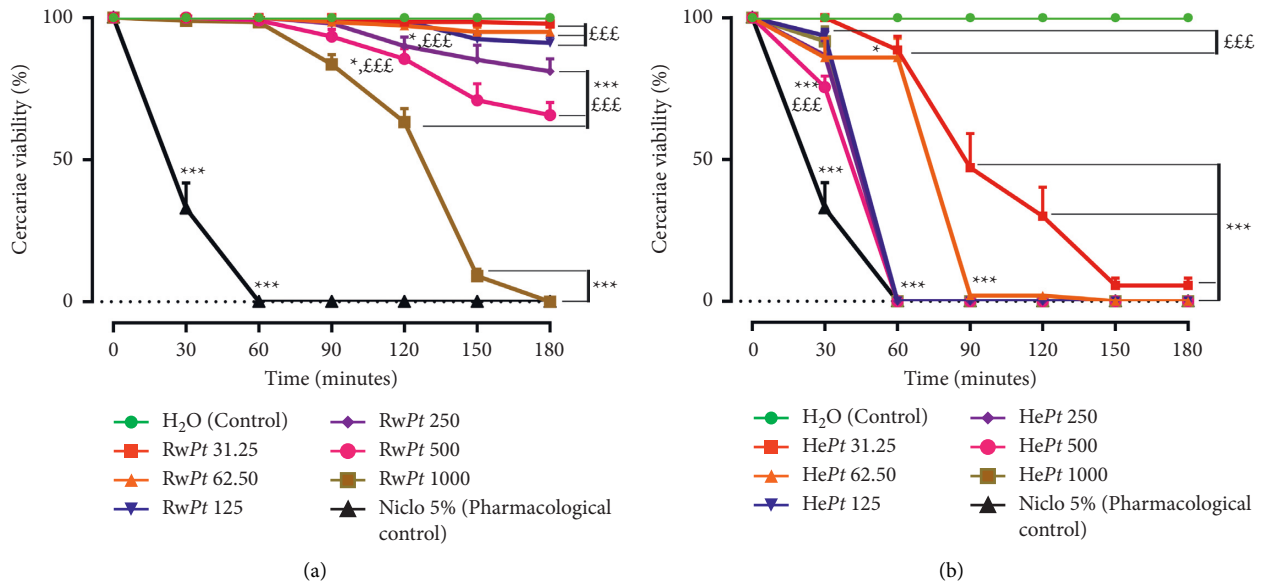 100
50
0
Cercariae viability (%)
*,£££
*,£££
£££
***
£££
***
***
***
0 30 60 90 120 150 180
Time (minutes)
H₂O (Control)
RwPt 31.25
RwPt 62.50
RwPt 125
RwPt 250
RwPt 500
RwPt 1000
Niclo 5% (Pharmacological
control)
(a)
100
50
0
Cercariae viability (%)
*
£££
***
£££
***
***
***
***
0 30 60 90 120 150 180
Time (minutes)
H₂O (Control)
HePt 31.25
HePt 62.50
HePt 125
HePt 250
HePt 500
HePt 1000
Niclo 5% (Pharmacological
control)
(b)